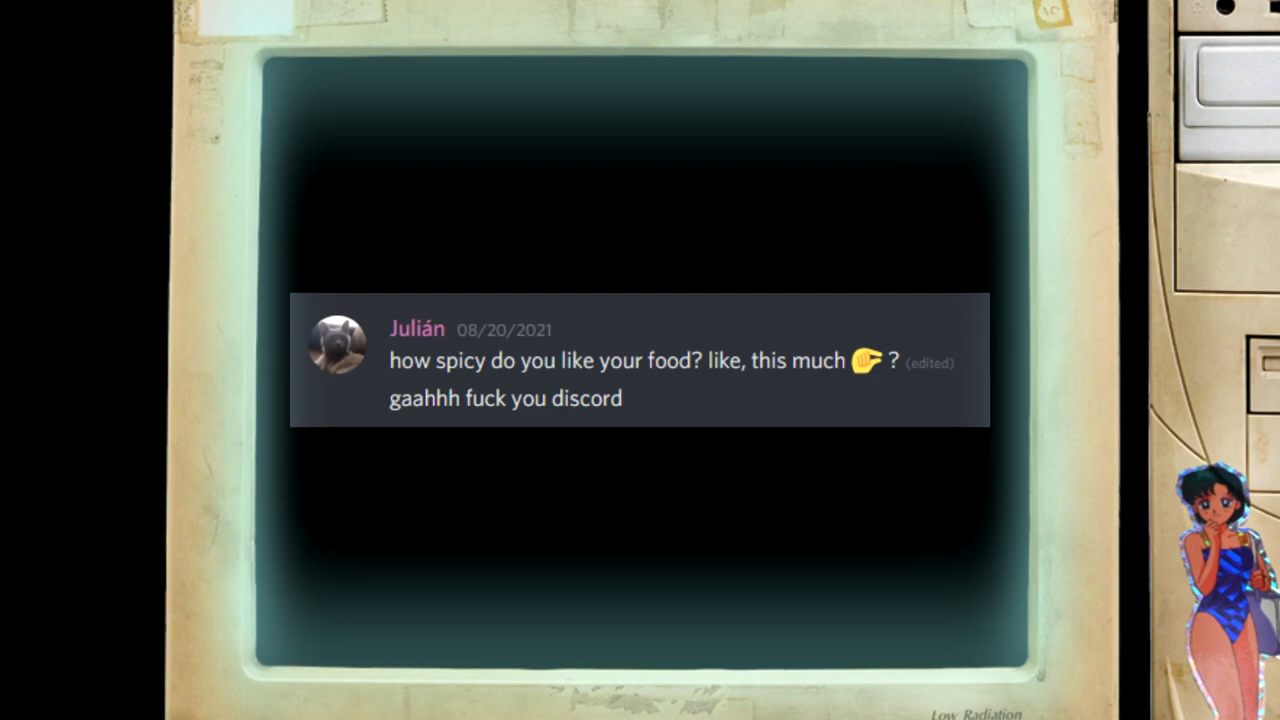 Julián 08/20/2021
how spicy do you like your food? like, this much 🤏 ? (edited)
gaahhh fuck you discord
Low Radiation